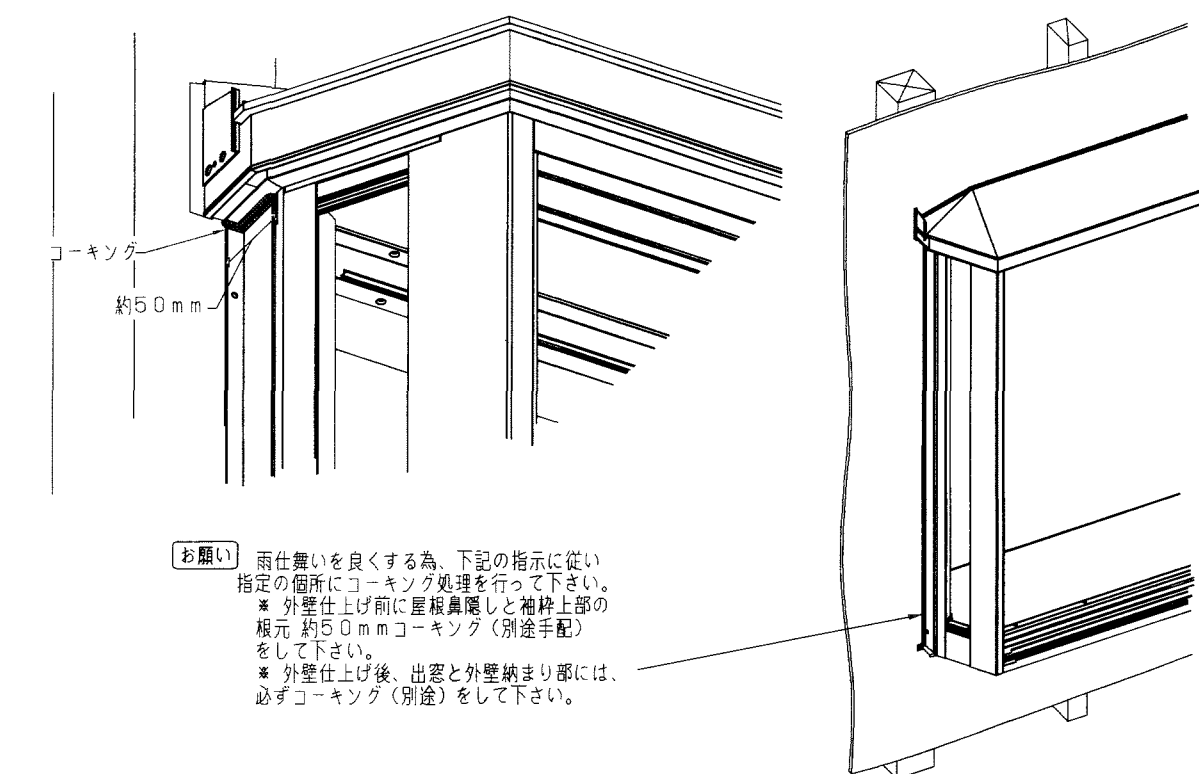 コーキング
約50mm
お願い 雨仕舞いを良くする為、下記の指示に従い
指定の個所にコーキング処理を行って下さい。
※ 外壁仕上げ前に屋根鼻隠しと袖枠上部の
根元 約50mmコーキング(別途手配)
をして下さい。
※ 外壁仕上げ後、出窓と外壁納まり部には、
必ずコーキング(別途)をして下さい。